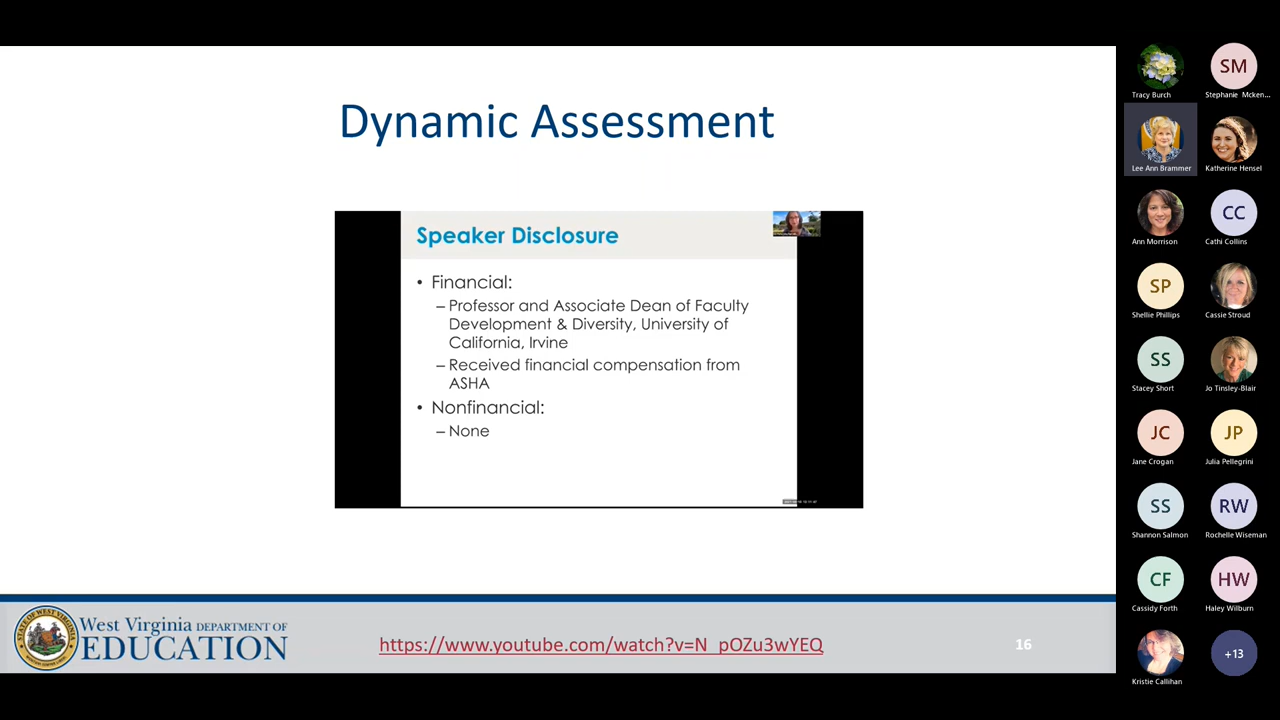 Dynamic Assessment
Speaker Disclosure
• Financial:
– Professor and Associate Dean of Faculty
Development & Diversity, University of
California, Irvine
– Received financial compensation from
ASHA
• Nonfinancial:
– None
West Virginia DEPARTMENT OF
EDUCATION
https://www.youtube.com/watch?v=N_pOZu3wYEQ
16
Tracy Burch
SM
Stephanie Mcken...
Lee Ann Brammer
Katherine Hensel
Ann Morrison
CC
Cathi Collins
SP
Shellie Phillips
Cassie Stroud
SS
Stacey Short
Jo Tinsley-Blair
JC
Jane Crogan
JP
Julia Pellegrini
SS
Shannon Salmon
RW
Rochelle Wiseman
CF
Cassidy Forth
HW
Haley Wilburn
Kristie Callihan
+13